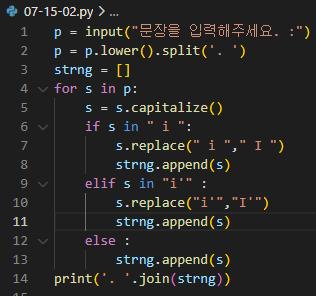 07-15-02.py > ...
1 p = input("문장을 입력해주세요. :")
2 p = p.lower().split('. ')
3 strng = []
4 for s in p:
5     s = s.capitalize()
6     if s in " i ":
7         s.replace(" i "," I ")
8         strng.append(s)
9     elif s in "i'" :
10         s.replace("i'","I'")
11         strng.append(s)
12     else :
13         strng.append(s)
14 print('. '.join(strng))